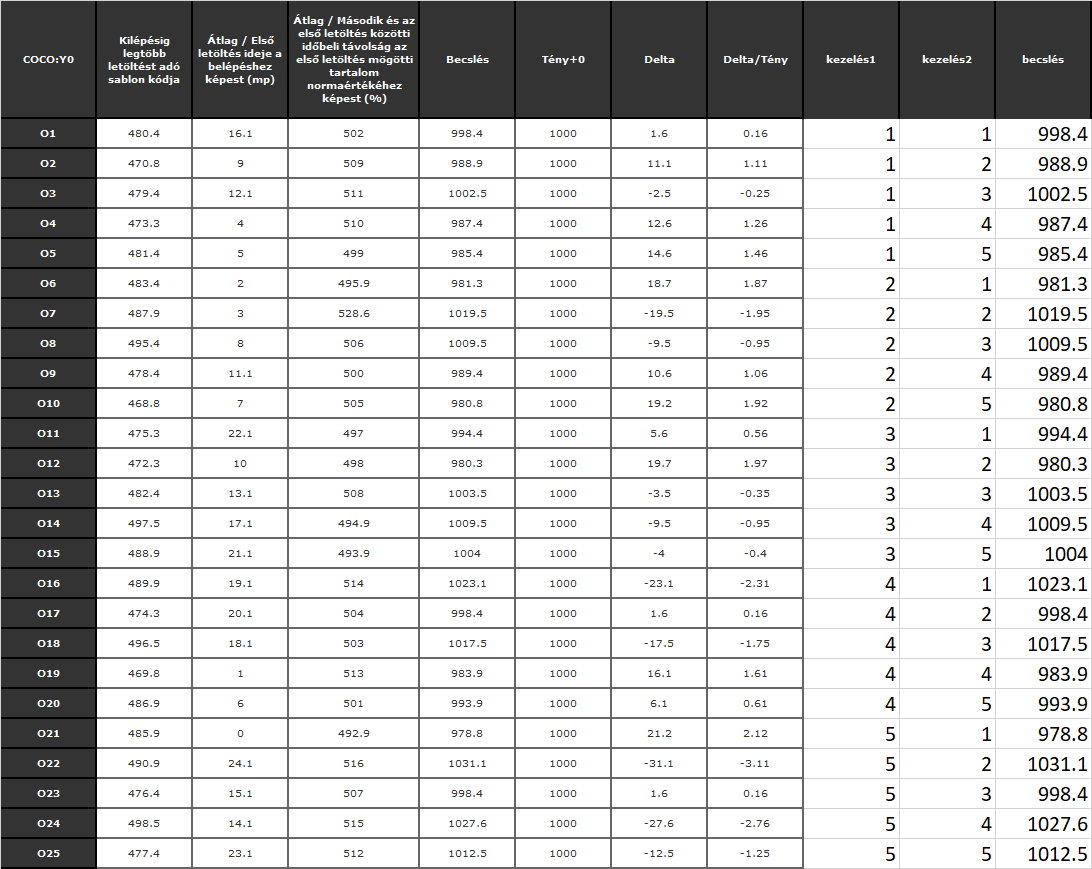 COCO:Y0 Kilépésig legtöbb letöltést adó sablon kódja Átlag / Első letöltés ideje a belépéshez képest (mp) Átlag / Második és az első letöltés közötti időbeli távolság az első letöltés mögötti tartalom normaértékéhez képest (%) Becslés Tény+0 Delta Delta/Tény kezelés1 kezelés2 becslés
O1 480.4 16.1 502 998.4 1000 1.6 0.16 1 1 998.4
O2 470.8 9 509 988.9 1000 11.1 1.11 1 2 988.9
O3 479.4 12.1 511 1002.5 1000 -2.5 -0.25 1 3 1002.5
O4 473.3 4 510 987.4 1000 12.6 1.26 1 4 987.4
O5 481.4 5 499 985.4 1000 14.6 1.46 1 5 985.4
O6 483.4 2 495.9 981.3 1000 18.7 1.87 2 1 981.3
O7 487.9 3 528.6 1019.5 1000 -19.5 -1.95 2 2 1019.5
O8 495.4 8 506 1009.5 1000 -9.5 -0.95 2 3 1009.5
O9 478.4 11.1 500 989.4 1000 10.6 1.06 2 4 989.4
O10 468.8 7 505 980.8 1000 19.2 1.92 2 5 980.8
O11 475.3 22.1 497 994.4 1000 5.6 0.56 3 1 994.4
O12 472.3 10 498 980.3 1000 19.7 1.97 3 2 980.3
O13 482.4 13.1 508 1003.5 1000 -3.5 -0.35 3 3 1003.5
O14 497.5 17.1 494.9 1009.5 1000 -9.5 -0.95 3 4 1009.5
O15 488.9 21.1 493.9 1004 1000 -4 -0.4 3 5 1004
O16 489.9 19.1 514 1023.1 1000 -23.1 -2.31 4 1 1023.1
O17 474.3 20.1 504 998.4 1000 1.6 0.16 4 2 998.4
O18 496.5 18.1 503 1017.5 1000 -17.5 -1.75 4 3 1017.5
O19 469.8 1 513 983.9 1000 16.1 1.61 4 4 983.9
O20 486.9 6 501 993.9 1000 6.1 0.61 4 5 993.9
O21 485.9 0 492.9 978.8 1000 21.2 2.12 5 1 978.8
O22 490.9 24.1 516 1031.1 1000 -31.1 -3.11 5 2 1031.1
O23 476.4 15.1 507 998.4 1000 1.6 0.16 5 3 998.4
O24 498.5 14.1 515 1027.6 1000 -27.6 -2.76 5 4 1027.6
O25 477.4 23.1 512 1012.5 1000 -12.5 -1.25 5 5 1012.5